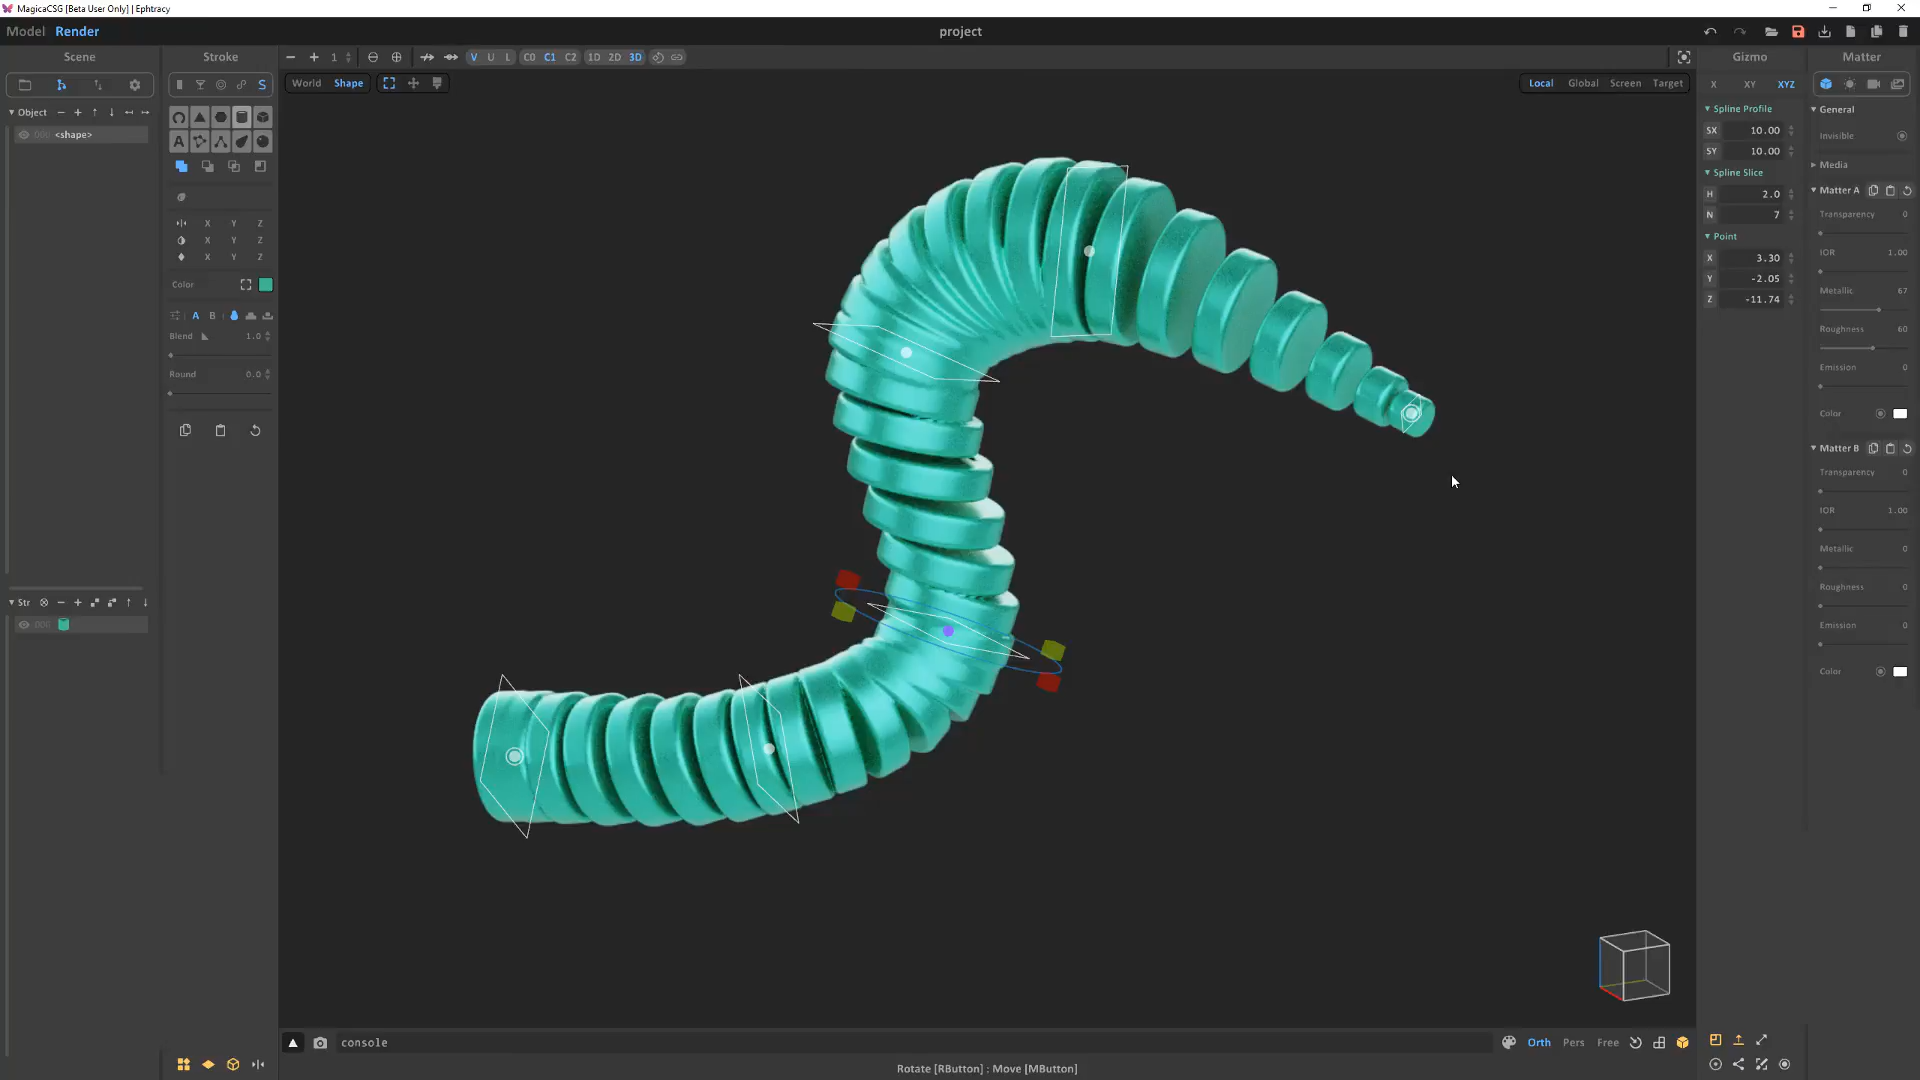 MagicaCSG [Beta User Only] | Ephtracy
Model Render
project
Scene
Stroke
1
V U L
C0 C1 C2
1D 2D 3D
Gizmo
Matter
World Shape
Local Global Screen Target
X XY XYZ
Object
000 <shape>
A
X Y Z
X Y Z
X Y Z
Color
A B
Blend 1.0
Round 0.0
Str
000
Spline Profile
SX 10.00
SY 10.00
Spline Slice
H 2.0
N 7
Point
X 3.30
Y -2.05
Z -11.74
General
Invisible
Media
Matter A
Transparency 0
IOR 1.00
Metallic 67
Roughness 60
Emission 0
Color
Matter B
Transparency 0
IOR 1.00
Metallic 0
Roughness 0
Emission 0
Color
console
Orth Pers Free
Rotate [RButton] : Move [MButton]